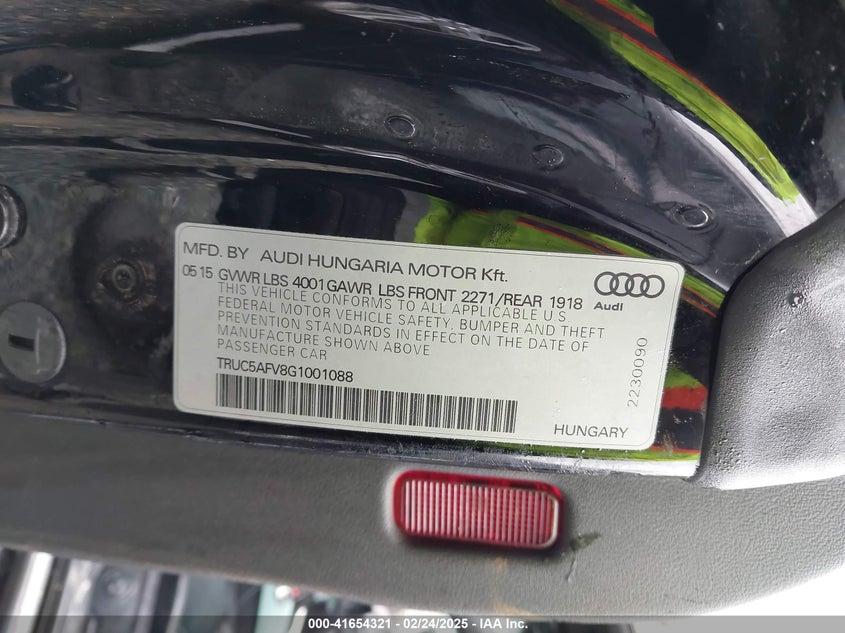 MFD. BY AUDI HUNGARIA MOTOR Kft.
05 15 GVWR LBS 4001 GAWR LBS FRONT 2271/REAR 1918
THIS VEHICLE CONFORMS TO ALL APPLICABLE U.S
FEDERAL MOTOR VEHICLE SAFETY, BUMPER AND THEFT
PREVENTION STANDARDS IN EFFECT ON THE DATE OF
MANUFACTURE SHOWN ABOVE
PASSENGER CAR
TRUC5AFV8G1001088
Audi
2230090
HUNGARY
000-41654321 - 02/24/2025 - IAA, Inc.